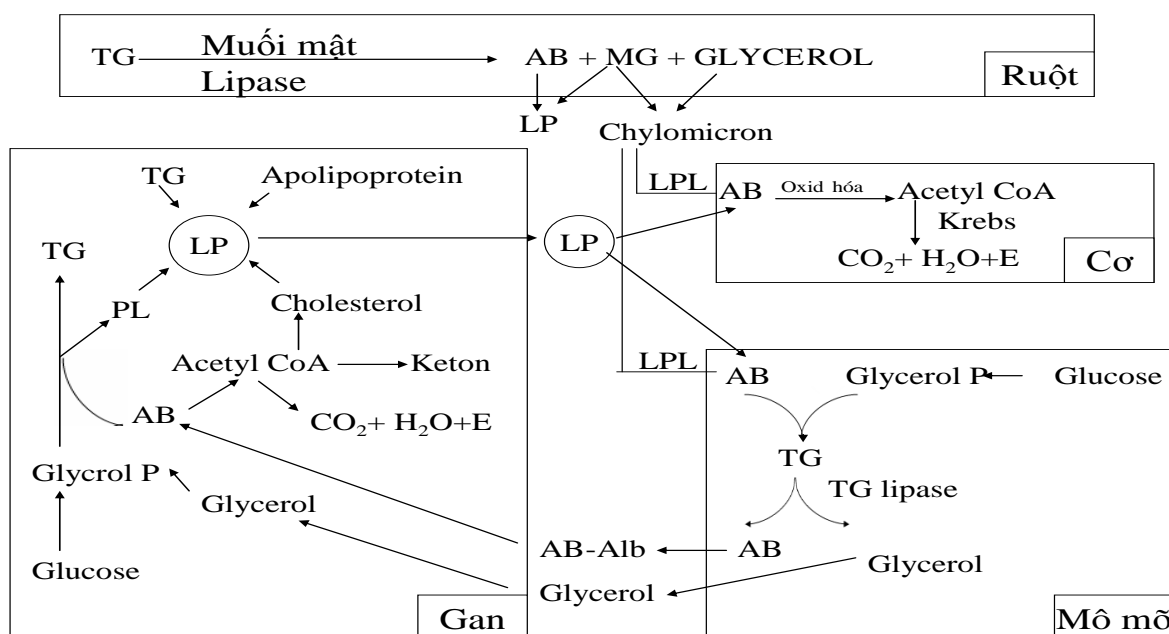 TG Muối mật AB + MG + GLYCEROL
Lipase
Ruột
LP Chylomicron
TG Apolipoprotein
LP
TG
PL
Cholesterol
Acetyl CoA Keton
AB
CO₂+ H₂O+E
Glycrol P
Glycerol
Glucose
Gan
LP
LPL
AB Oxid hóa Acetyl CoA
Krebs
CO₂+ H₂O+E
Cơ
LPL
AB Glycerol P Glucose
TG
TG lipase
AB-Alb AB
Glycerol Glycerol
Mô mỡ